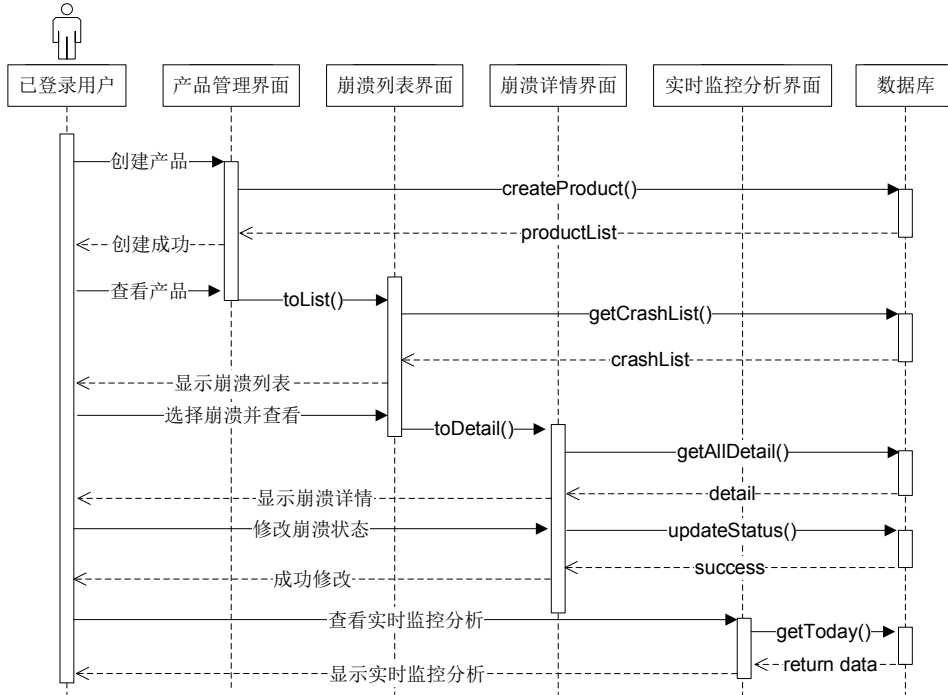 已登录用户
产品管理界面
崩溃列表界面
崩溃详情界面
实时监控分析界面
数据库
创建产品
createProduct()
productList
创建成功
查看产品
toList()
getCrashList()
crashList
显示崩溃列表
选择崩溃并查看
toDetail()
getAllDetail()
detail
显示崩溃详情
修改崩溃状态
updateStatus()
success
成功修改
查看实时监控分析
getToday()
return data
显示实时监控分析